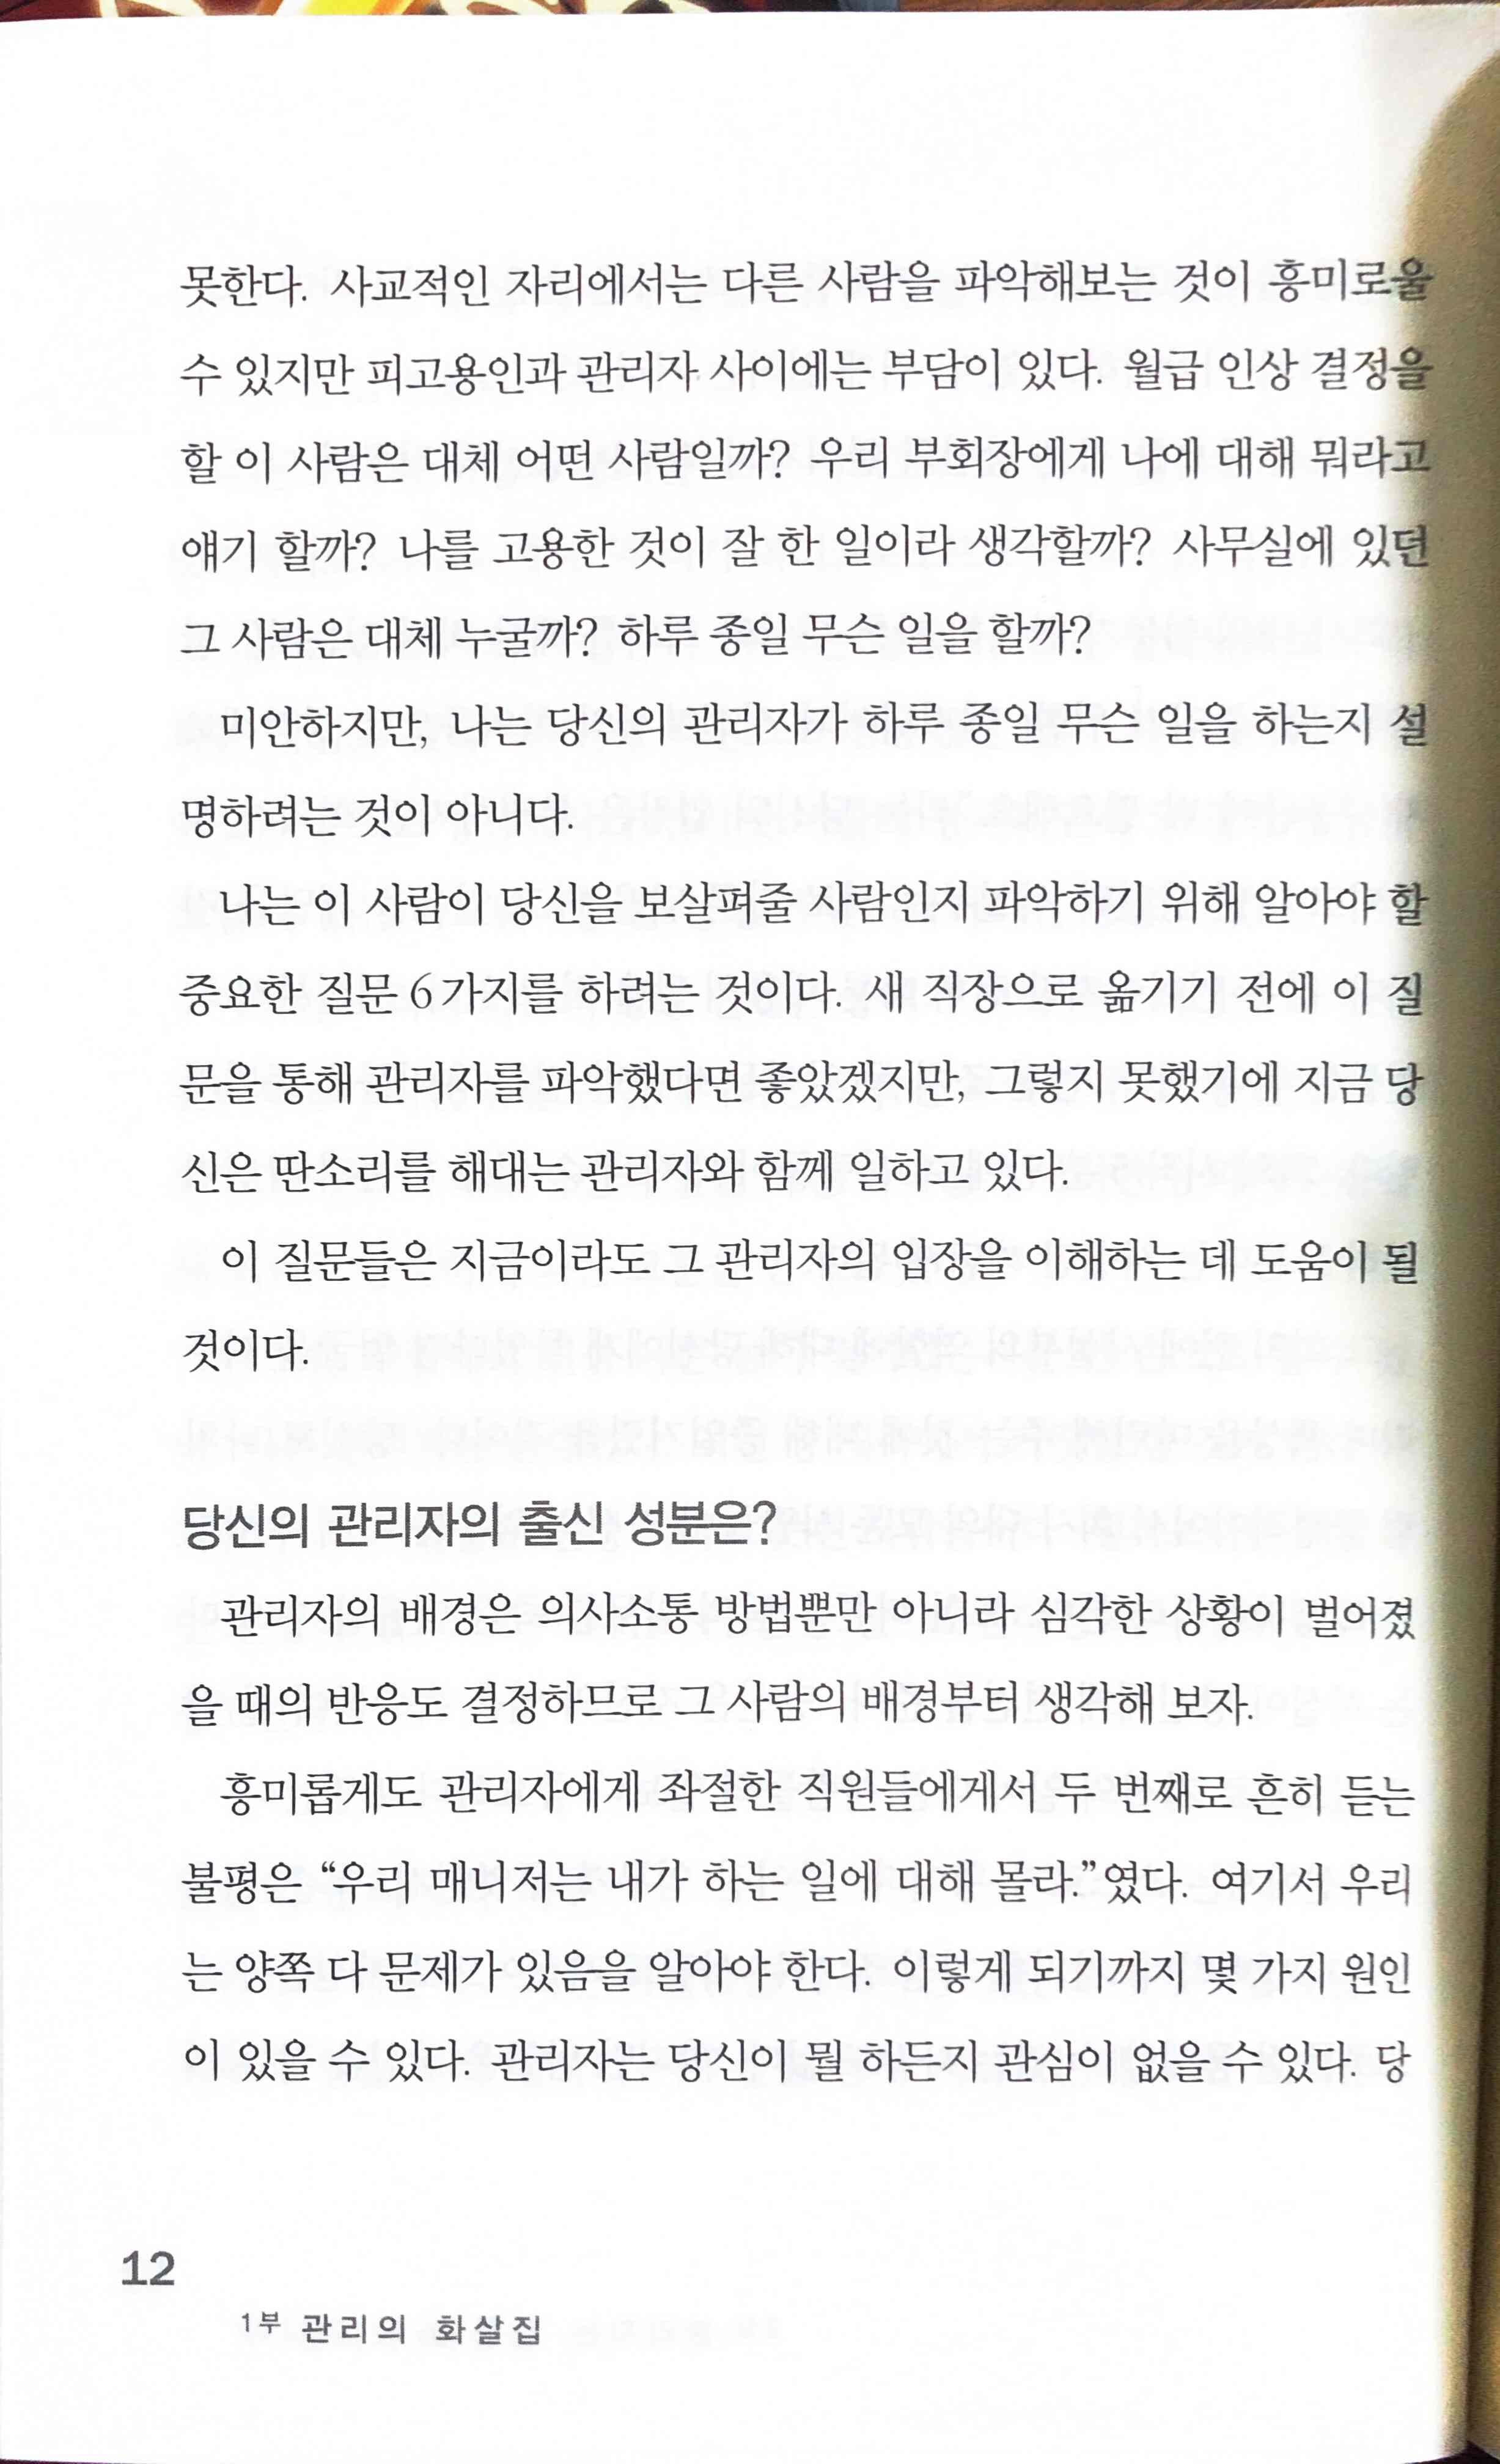 못한다. 사교적인 자리에서는 다른 사람을 파악해보는 것이 흥미로울
수 있지만 피고용인과 관리자 사이에는 부담이 있다. 월급 인상 결정을
할 이 사람은 대체 어떤 사람일까? 우리 부회장에게 나에 대해 뭐라고
얘기 할까? 나를 고용한 것이 잘 한 일이라 생각할까? 사무실에 있던
그 사람은 대체 누굴까? 하루 종일 무슨 일을 할까?
미안하지만, 나는 당신의 관리자가 하루 종일 무슨 일을 하는지 설
명하려는 것이 아니다.
나는 이 사람이 당신을 보살펴줄 사람인지 파악하기 위해 알아야 할
중요한 질문 6가지를 하려는 것이다. 새 직장으로 옮기기 전에 이 질
문을 통해 관리자를 파악했다면 좋았겠지만, 그렇지 못했기에 지금 당
신은 딴소리를 해대는 관리자와 함께 일하고 있다.
이 질문들은 지금이라도 그 관리자의 입장을 이해하는 데 도움이 될
것이다.
당신의 관리자의 출신 성분은?
관리자의 배경은 의사소통 방법뿐만 아니라 심각한 상황이 벌어졌
을 때의 반응도 결정하므로 그 사람의 배경부터 생각해 보자.
흥미롭게도 관리자에게 좌절한 직원들에게서 두 번째로 흔히 듣는
불평은 “우리 매니저는 내가 하는 일에 대해 몰라.”였다. 여기서 우리
는 양쪽 다 문제가 있음을 알아야 한다. 이렇게 되기까지 몇 가지 원인
이 있을 수 있다. 관리자는 당신이 뭘 하든지 관심이 없을 수 있다. 당
12
1부 관리의 화살집